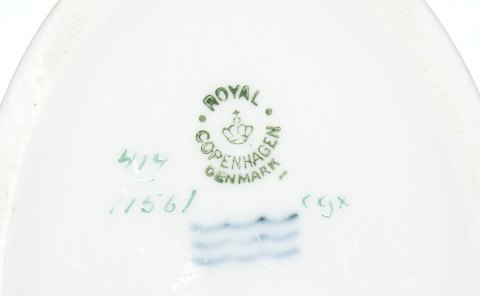 ROYAL
COPENHAGEN
DENMARK
414
11561
cgx